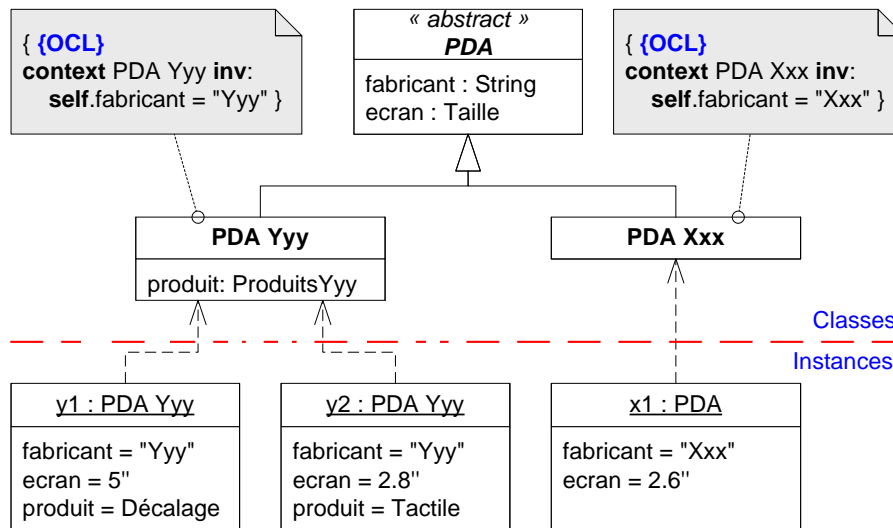 { {OCL}
context PDA Yyy inv:
self.fabricant = "Yyy" }
« abstract »
PDA
fabricant : String
ecran : Taille
{ {OCL}
context PDA Xxx inv:
self.fabricant = "Xxx" }
PDA Yyy
produit: ProduitsYyy
PDA Xxx
Classes
Instances
y1 : PDA Yyy
fabricant = "Yyy"
ecran = 5"
produit = Décalage
y2 : PDA Yyy
fabricant = "Yyy"
ecran = 2.8"
produit = Tactile
x1 : PDA
fabricant = "Xxx"
ecran = 2.6"